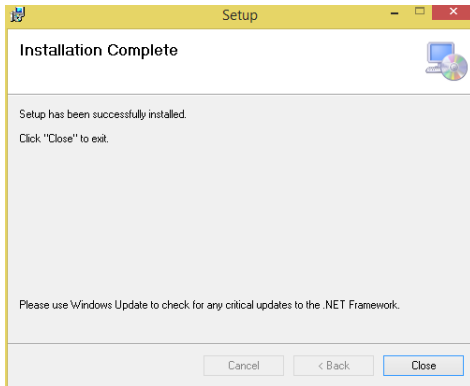 Setup
Installation Complete
Setup has been successfully installed.
Click "Close" to exit.
Please use Windows Update to check for any critical updates to the .NET Framework.
Cancel
< Back
Close